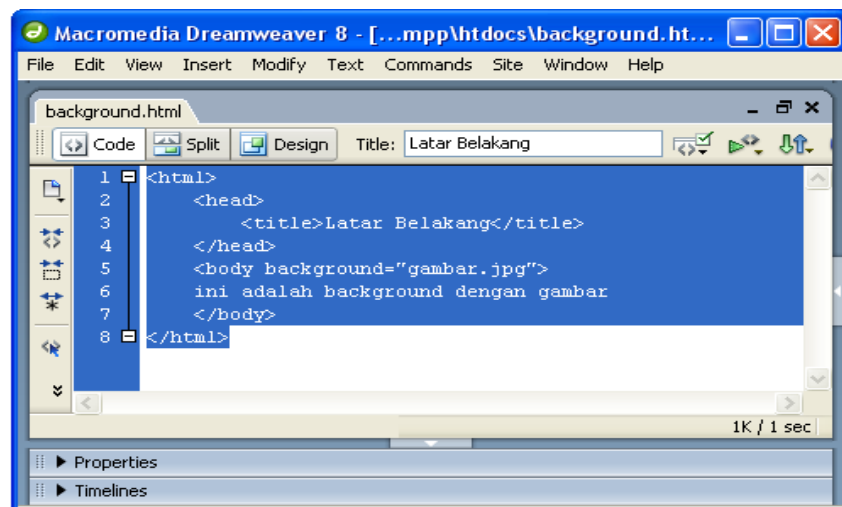 Macromedia Dreamweaver 8 - [...mpp\htdocs\background.ht...
File Edit View Insert Modify Text Commands Site Window Help
background.html
Code Split Design Title: Latar Belakang
1 <html>
2 <head>
3 <title>Latar Belakang</title>
4 </head>
5 <body background="gambar.jpg">
6 ini adalah background dengan gambar
7 </body>
8 </html>
1K / 1 sec
Properties
Timelines